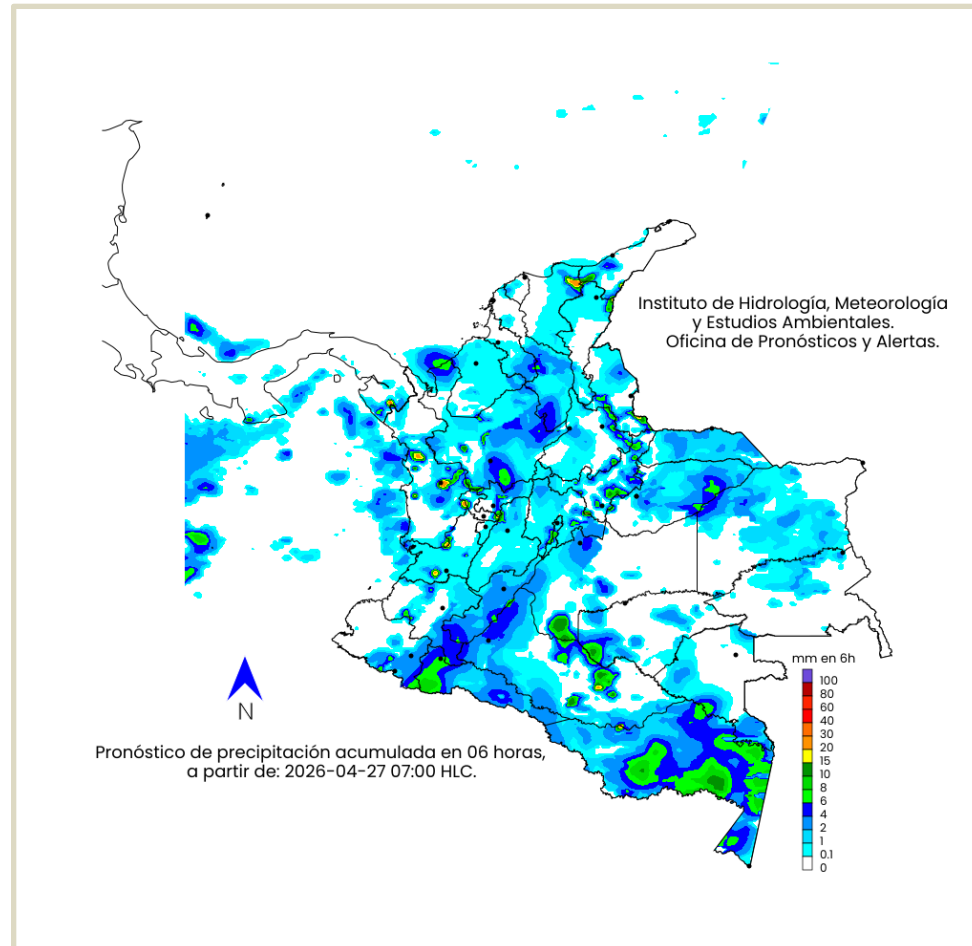 Instituto de Hidrología, Meteorología
y Estudios Ambientales.
Oficina de Pronósticos y Alertas.
N
Pronóstico de precipitación acumulada en 06 horas,
a partir de: 2026-04-27 07:00 HLC.
mm en 6h
100
80
60
40
30
20
15
10
8
6
4
2
1
0.1
0